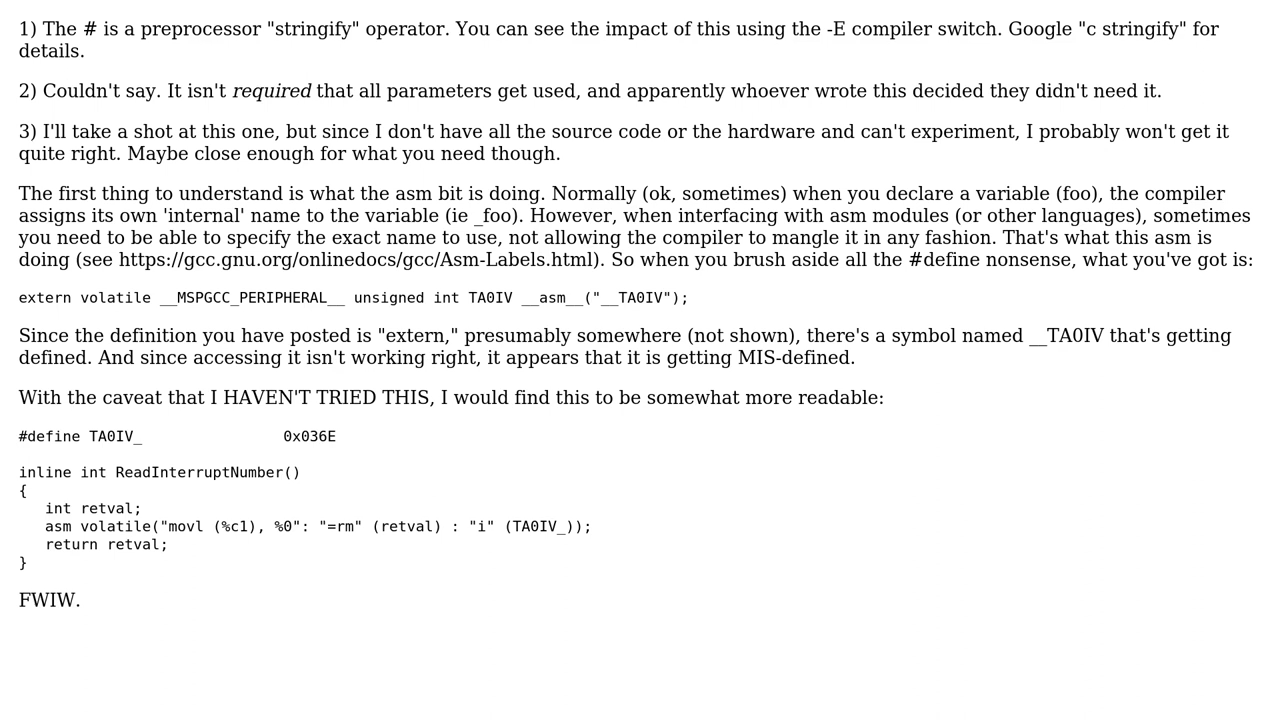 1) The # is a preprocessor "stringify" operator. You can see the impact of this using the -E compiler switch. Google "c stringify" for
details.
2) Couldn't say. It isn't required that all parameters get used, and apparently whoever wrote this decided they didn't need it.
3) I'll take a shot at this one, but since I don't have all the source code or the hardware and can't experiment, I probably won't get it
quite right. Maybe close enough for what you need though.
The first thing to understand is what the asm bit is doing. Normally (ok, sometimes) when you declare a variable (foo), the compiler
assigns its own 'internal' name to the variable (ie _foo). However, when interfacing with asm modules (or other languages), sometimes
you need to be able to specify the exact name to use, not allowing the compiler to mangle it in any fashion. That's what this asm is
doing (see https://gcc.gnu.org/onlinedocs/gcc/Asm-Labels.html). So when you brush aside all the #define nonsense, what you've got is:
extern volatile __MSPGCC_PERIPHERAL__ unsigned int TA0IV __asm__("__TA0IV");
Since the definition you have posted is "extern," presumably somewhere (not shown), there's a symbol named __TA0IV that's getting
defined. And since accessing it isn't working right, it appears that it is getting MIS-defined.
With the caveat that I HAVEN'T TRIED THIS, I would find this to be somewhat more readable:
#define TA0IV_                0x036E
inline int ReadInterruptNumber()
{
   int retval;
   asm volatile("movl (%c1), %0": "=rm" (retval) : "i" (TA0IV_));
   return retval;
}
FWIW.